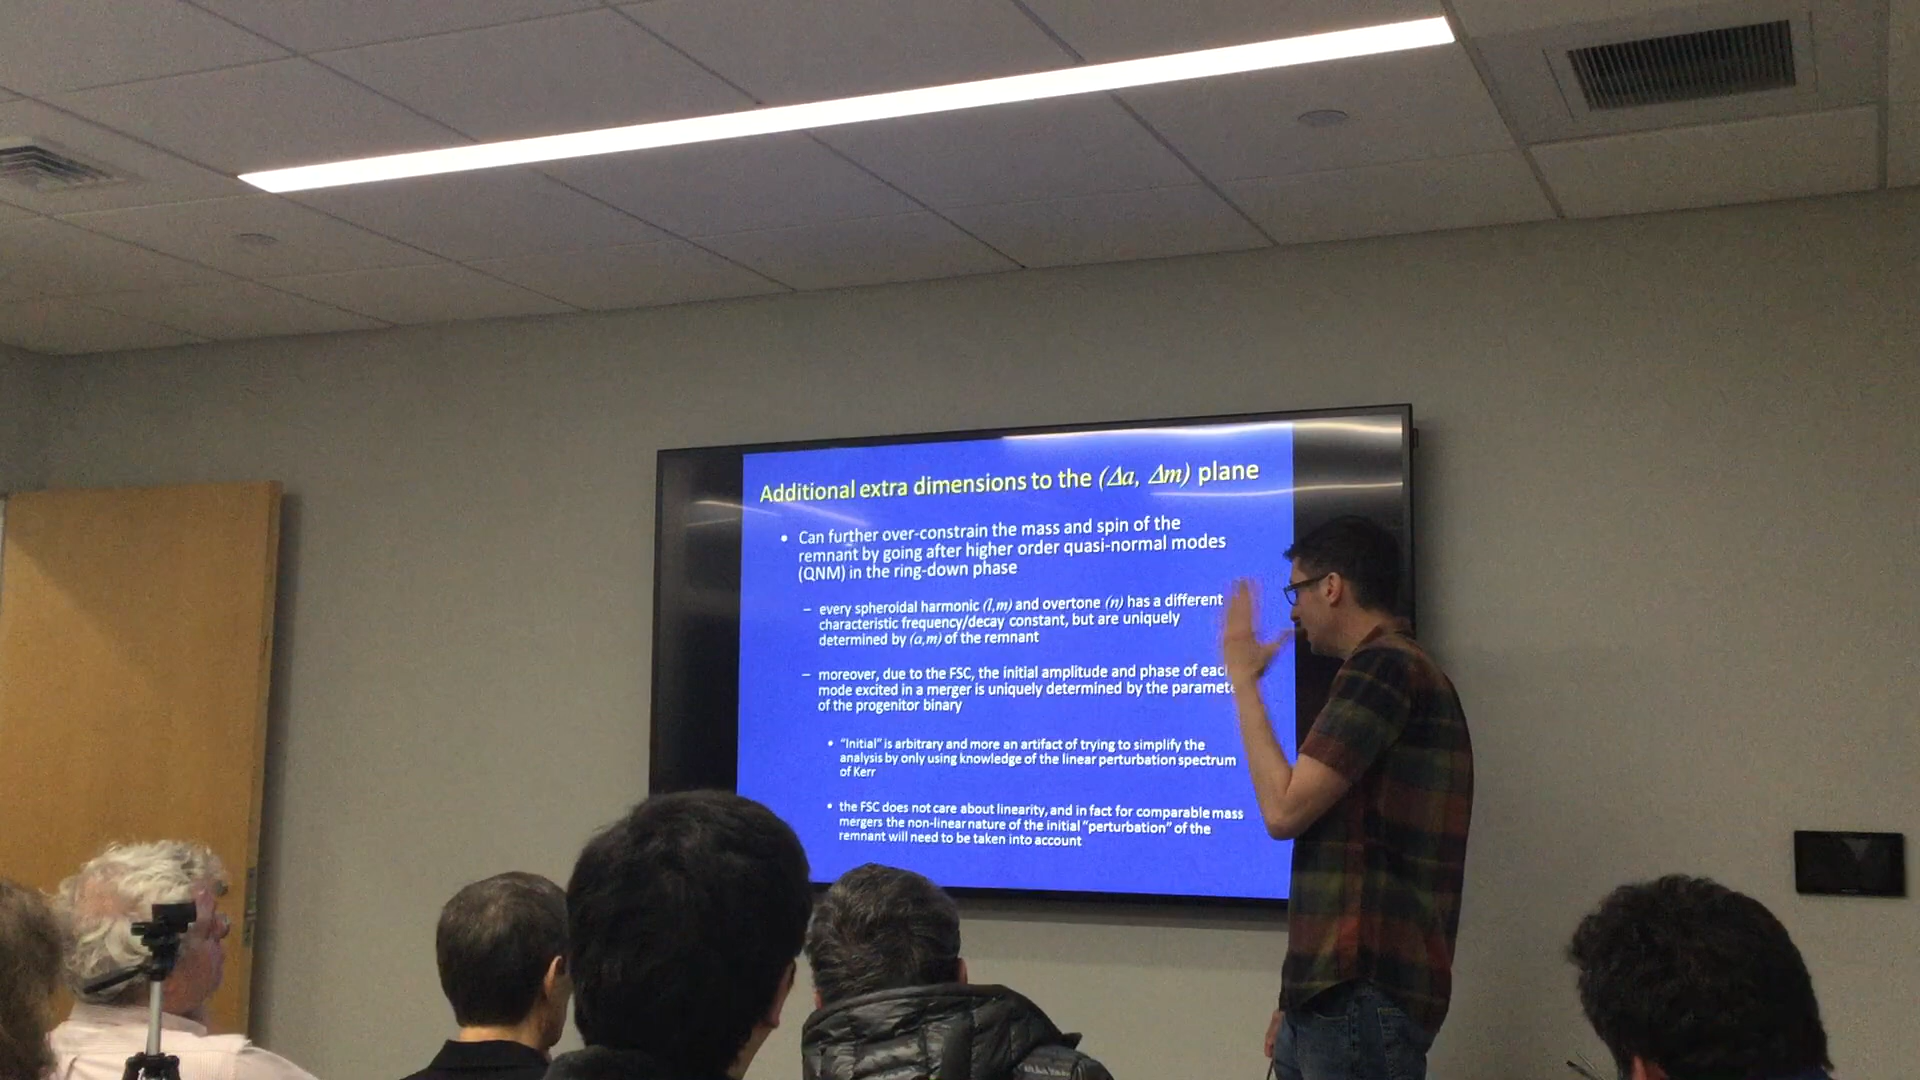 Additional extra dimensions to the (Δa, Δm) plane
• Can further over-constrain the mass and spin of the
remnant by going after higher order quasi-normal modes
(QNM) in the ring-down phase
– every spheroidal harmonic (l,m) and overtone (n) has a different
characteristic frequency/decay constant, but are uniquely
determined by (a,m) of the remnant
– moreover, due to the FSC, the initial amplitude and phase of
mode excited in a merger is uniquely determined by the
of the progenitor binary
• "Initial" is arbitrary and more an artifact of trying to simplify the
analysis by only using knowledge of the linear perturbation spectrum
of Kerr
• the FSC does not care about linearity, and in fact for comparable mass
mergers the non-linear nature of the initial "perturbation" of the
remnant will need to be taken into account